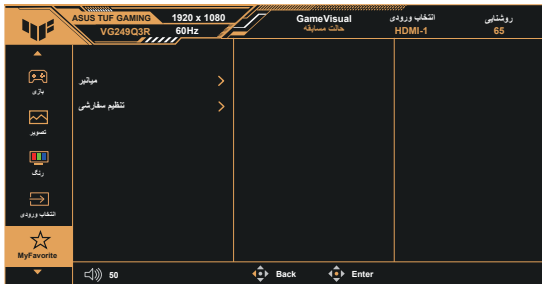 ASUS TUF GAMING
VG249Q3R
1920 x 1080
60Hz
GameVisual
حالت مسابقه
انتخاب ورودی
HDMI-1
روشنایی
65
بازی
تصویر
رنگ
انتخاب ورودی
MyFavorite
میانبر
تنظیم سفارشی
50
Back
Enter